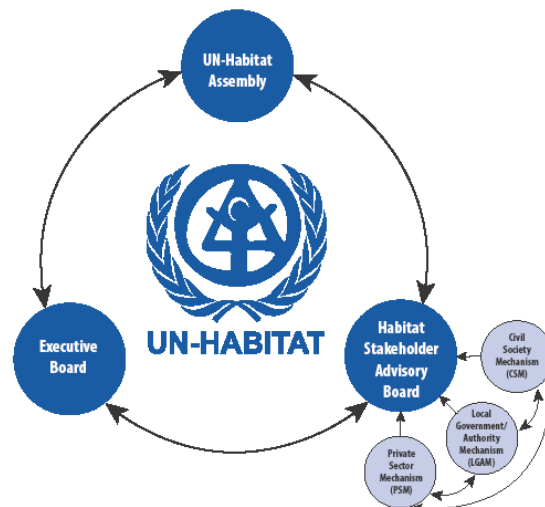 UN-Habitat
Assembly
UN-HABITAT
Executive
Board
Habitat
Stakeholder
Advisory
Board
Civil
Society
Mechanism
(CSM)
Local
Government/
Authority
Mechanism
(LGAM)
Private
Sector
Mechanism
(PSM)